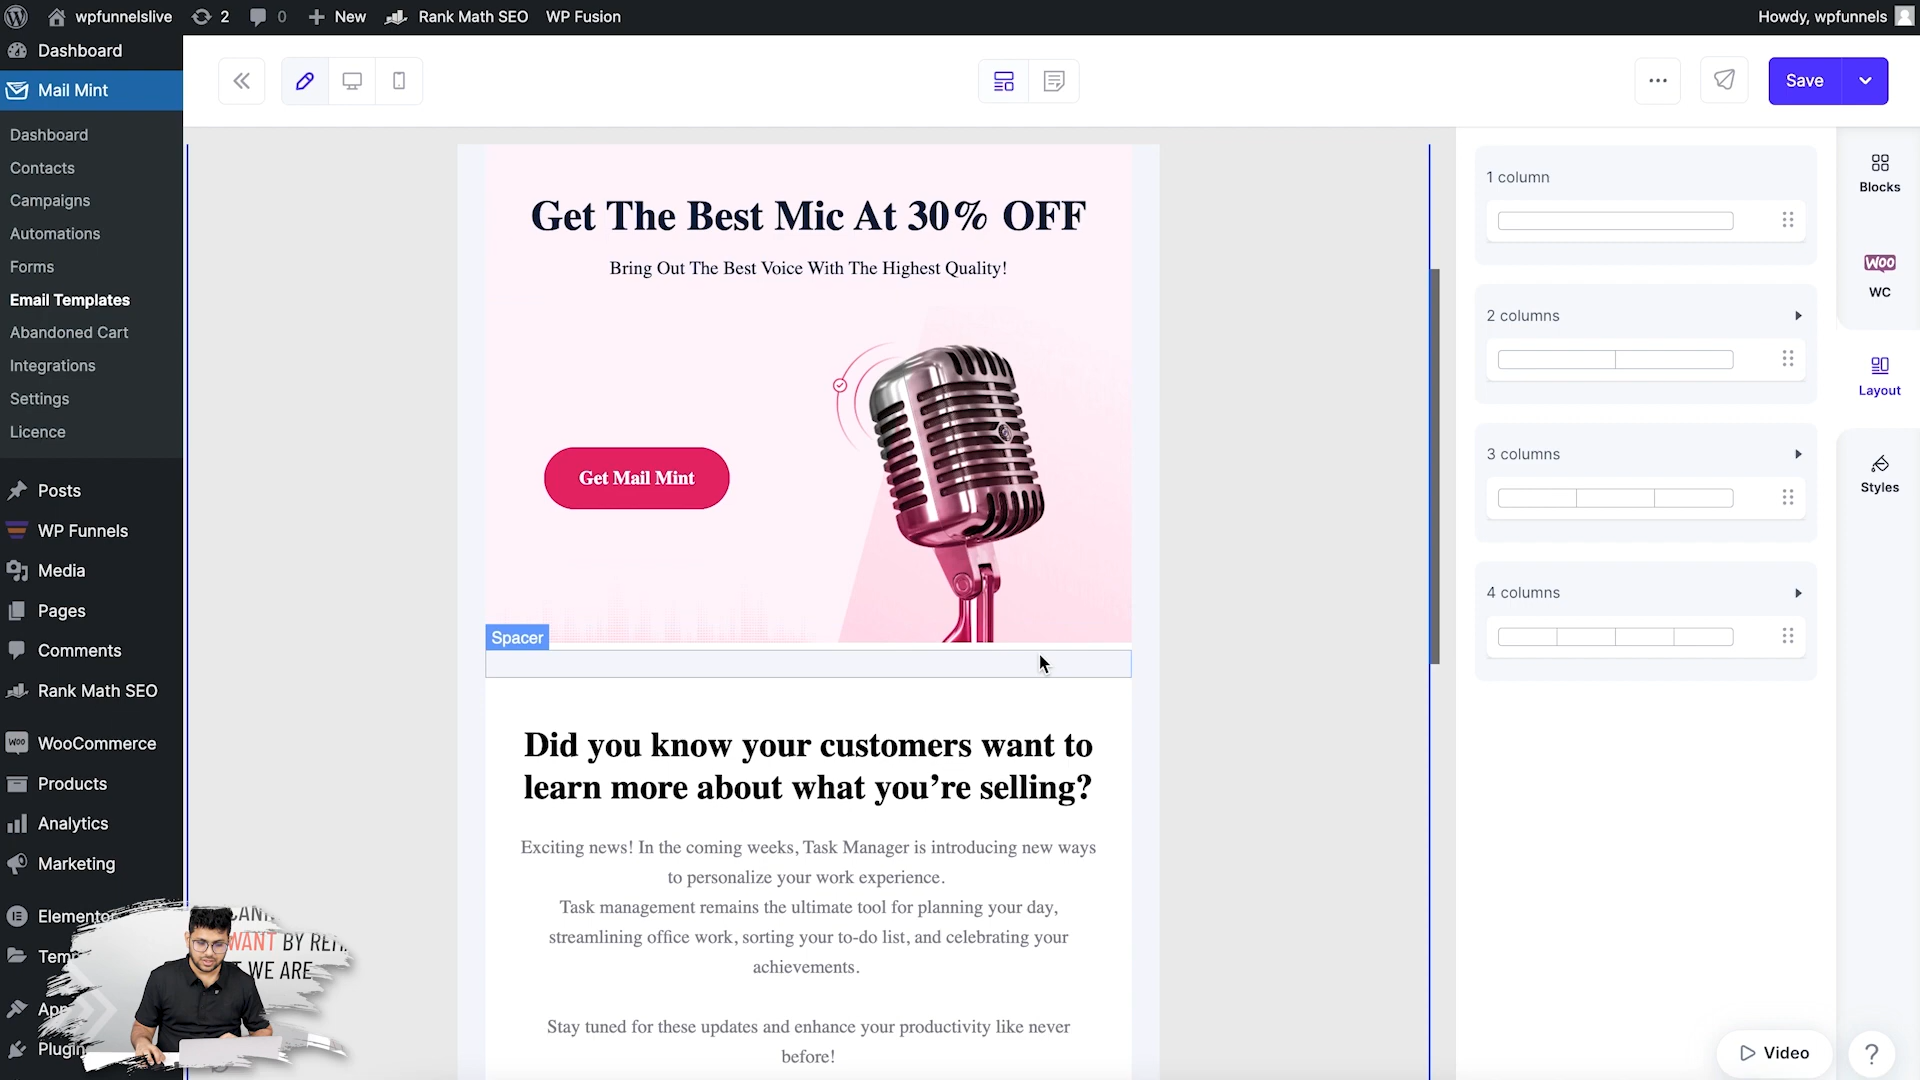 wpfunnelslive
2
0
New
Rank Math SEO
WP Fusion
Howdy, wpfunnels
Dashboard
Mail Mint
Dashboard
Contacts
Campaigns
Automations
Forms
Email Templates
Abandoned Cart
Integrations
Settings
Licence
Posts
WP Funnels
Media
Pages
Comments
Rank Math SEO
Woo
WooCommerce
Products
Analytics
Marketing
Save
Get The Best Mic At 30% OFF
Bring Out The Best Voice With The Highest Quality!
Get Mail Mint
Spacer
Did you know your customers want to
learn more about what you’re selling?
Exciting news! In the coming weeks, Task Manager is introducing new ways
to personalize your work experience.
Task management remains the ultimate tool for planning your day,
streamlining office work, sorting your to-do list, and celebrating your
achievements.
Stay tuned for these updates and enhance your productivity like never
before!
1 column
2 columns
3 columns
4 columns
Blocks
Woo
WC
Layout
Styles
WANT BY
WE ARE
Video
?